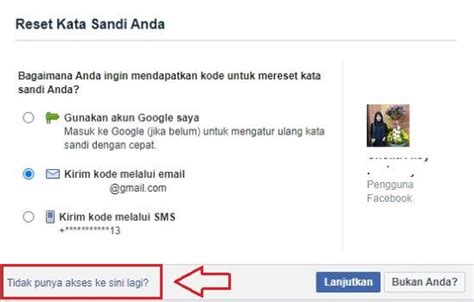 Reset Kata Sandi Anda
Bagaimana Anda ingin mendapatkan kode untuk mereset kata
sandi Anda?
Gunakan akun Google saya
Masuk ke Google (jika belum) untuk mengatur ulang kata
sandi dengan cepat.
Kirim kode melalui email
@gmail.com
Kirim kode melalui SMS
+**********13
Pengguna
Facebook
Tidak punya akses ke sini lagi?
Lanjutkan
Bukan Anda?